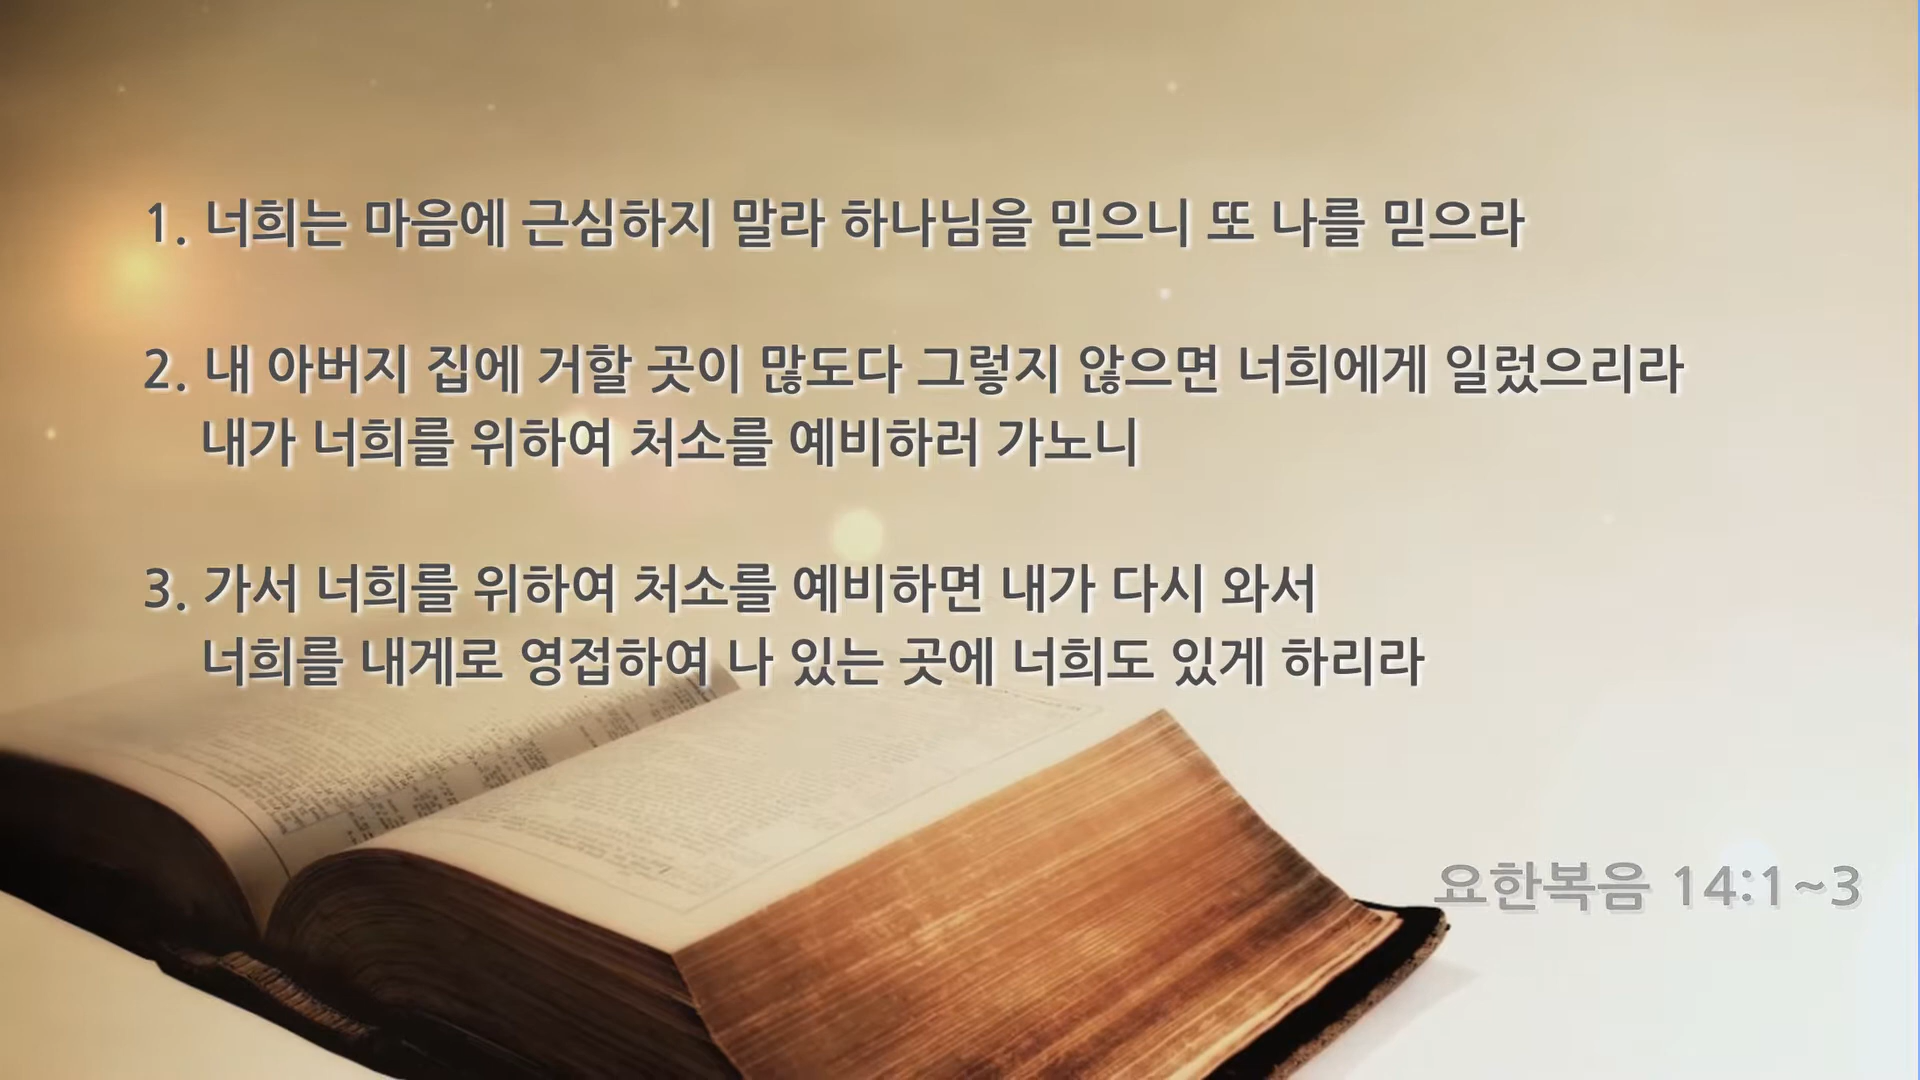 1. 너희는 마음에 근심하지 말라 하나님을 믿으니 또 나를 믿으라
2. 내 아버지 집에 거할 곳이 많도다 그렇지 않으면 너희에게 일렀으리라
내가 너희를 위하여 처소를 예비하러 가노니
3. 가서 너희를 위하여 처소를 예비하면 내가 다시 와서
너희를 내게로 영접하여 나 있는 곳에 너희도 있게 하리라
요한복음 14:1~3